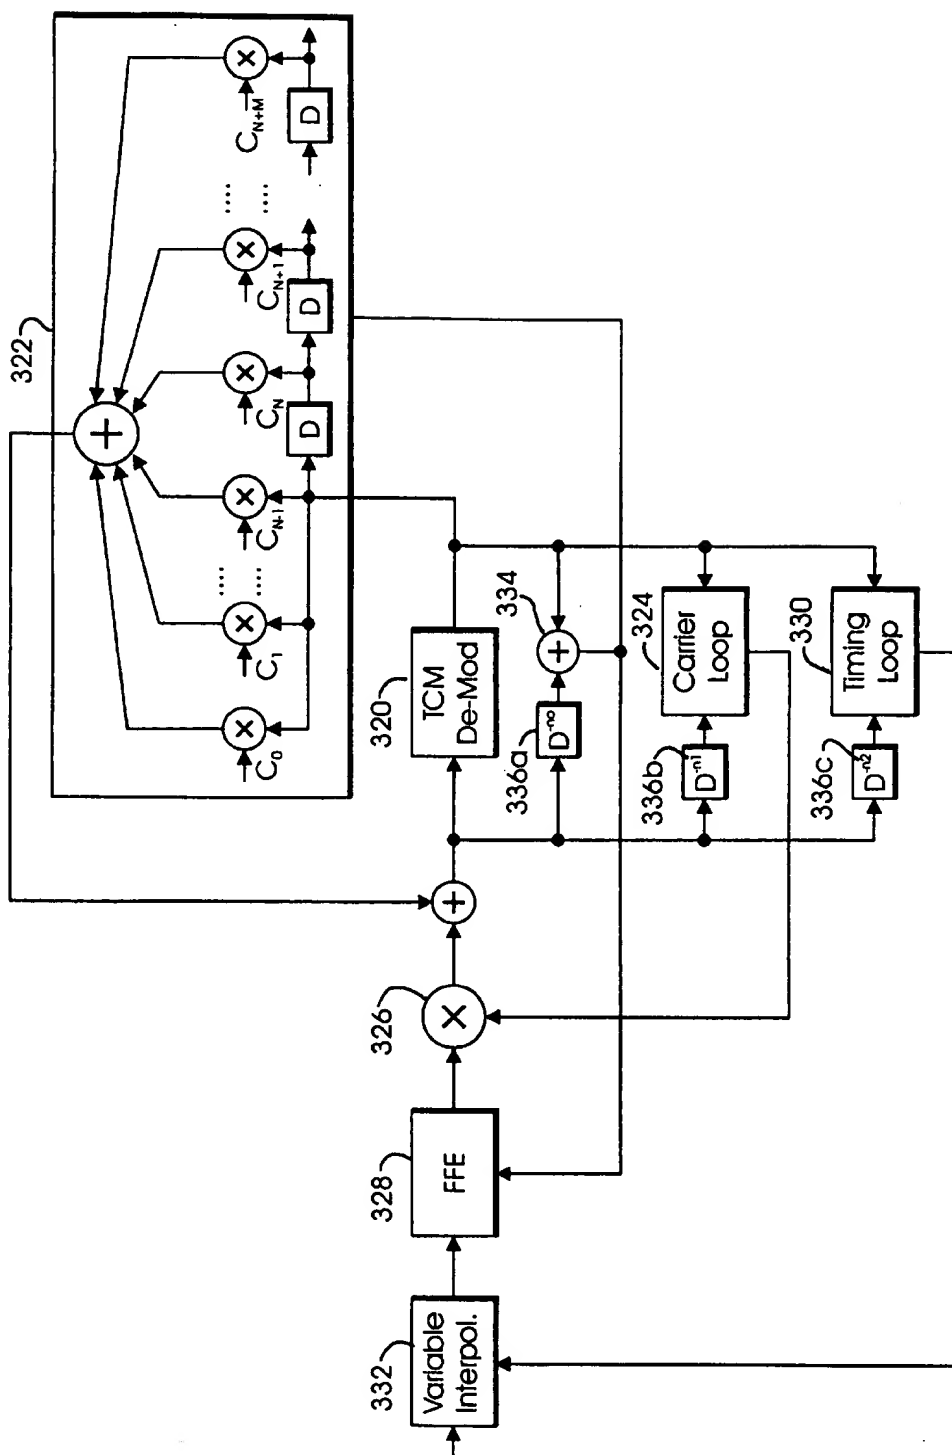 322
C0
C1
....
....
CN-1
CN
CN+1
....
....
CN+M
D
D
D
332
Variable
Interpol.
328
FFE
326
320
TCM
De-Mod
334
336a
D-no
324
Carrier
Loop
336b
D-n1
330
Timing
Loop
336c
D-n2